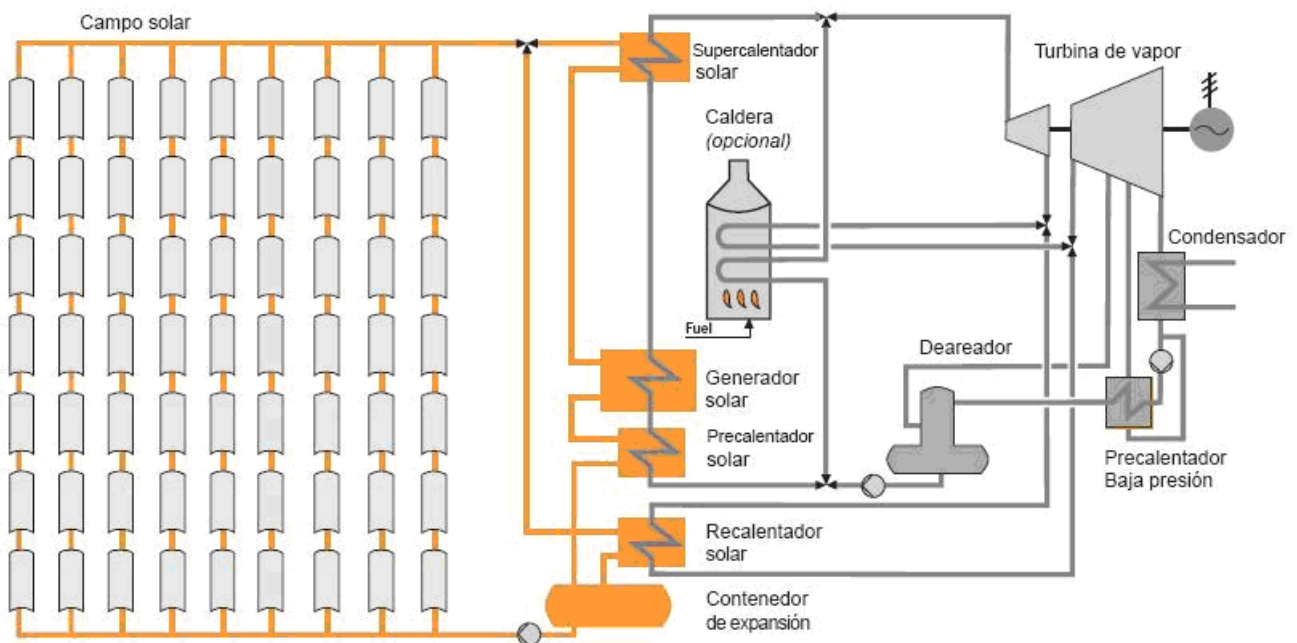 Campo solar
Supercalentador
solar
Turbina de vapor
Caldera
(opcional)
Condensador
Fuel
Deareador
Generador
solar
Precalentador
solar
Precalentador
Baja presión
Recalentador
solar
Contenedor
de expansión